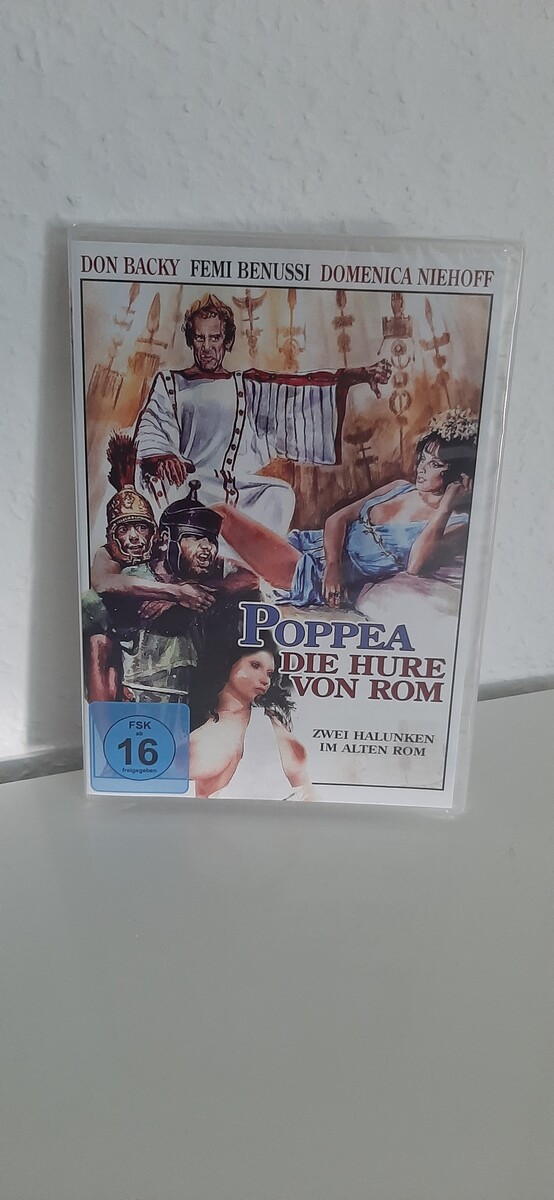 DON BACKY FEMI BENUSSI DOMENICA NIEHOFF
POPPEA
DIE HURE
VON ROM
ZWEI HALUNKEN
IM ALTEN ROM
FSK
ab
16
freigegeben